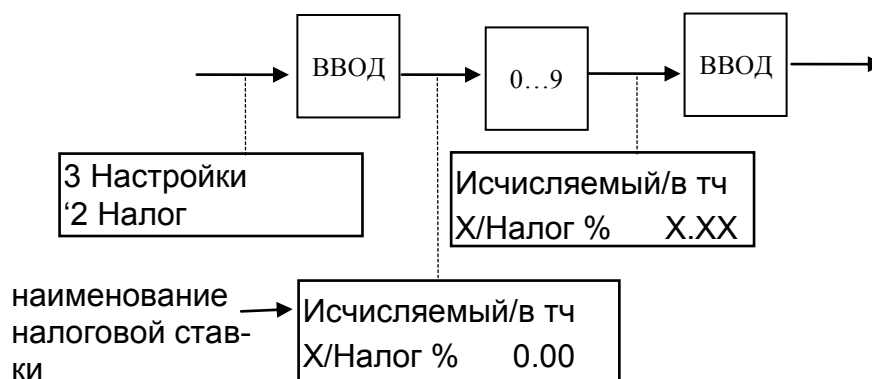 ВВОД
0…9
ВВОД
3 Настройки
‘2 Налог
Исчисляемый/в тч
Х/Налог % Х.ХХ
наименование
налоговой став-
ки
Исчисляемый/в тч
Х/Налог % 0.00